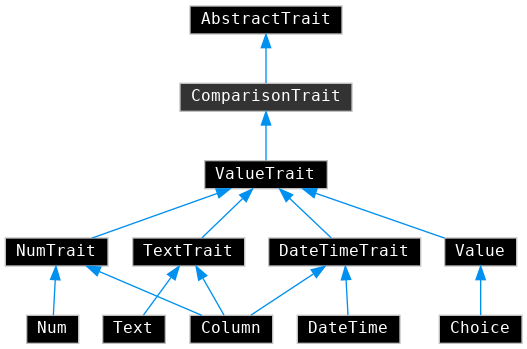 AbstractTrait
ComparisonTrait
ValueTrait
NumTrait TextTrait DateTimeTrait Value
Num Text Column DateTime Choice